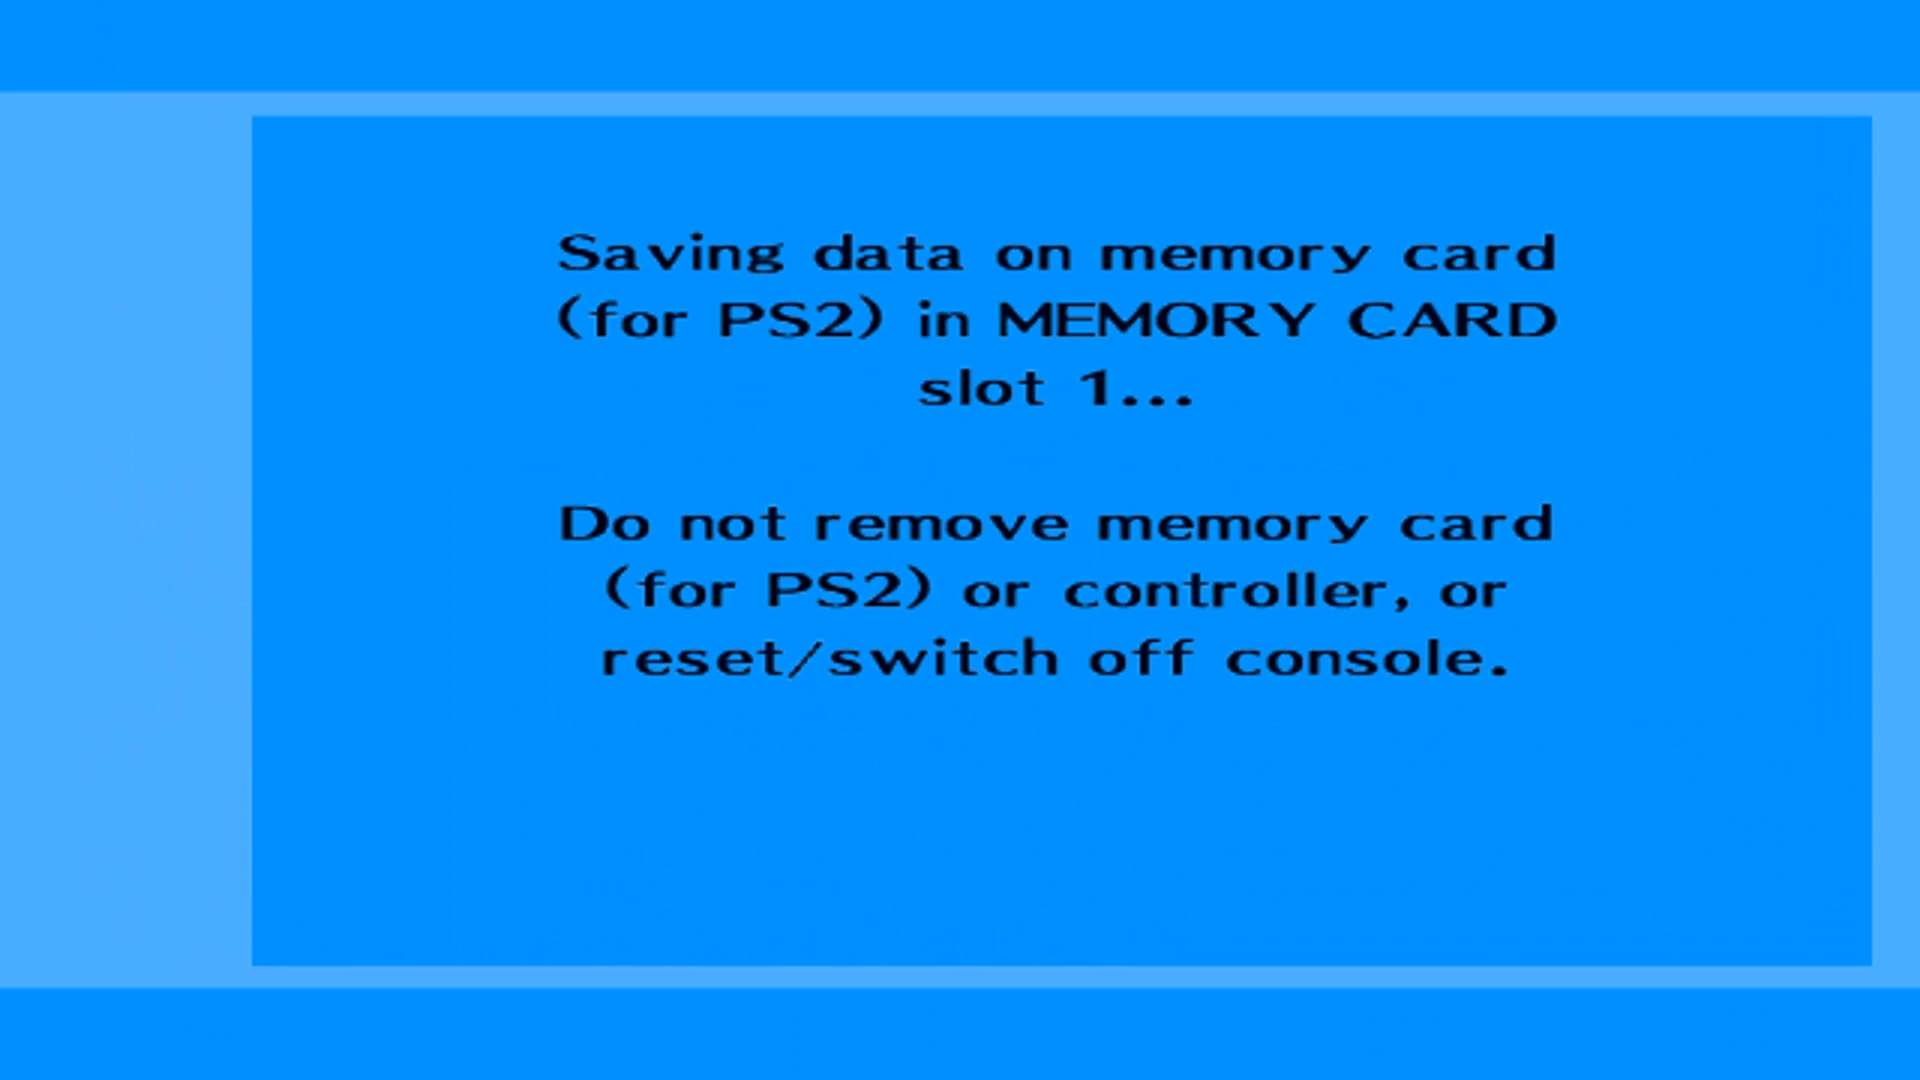 Saving data on memory card
(for PS2) in MEMORY CARD
slot 1...
Do not remove memory card
(for PS2) or controller, or
reset/switch off console.